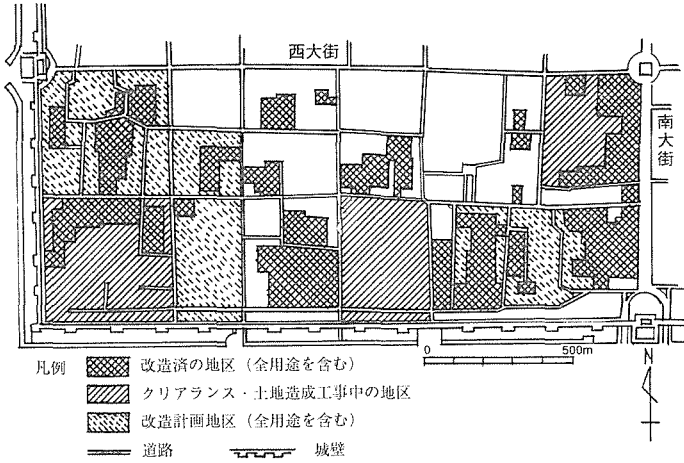 西大街
南大街
0 500m
N
凡例
改造済の地区(全用途を含む)
クリアランス・土地造成工事中の地区
改造計画地区(全用途を含む)
道路 城壁